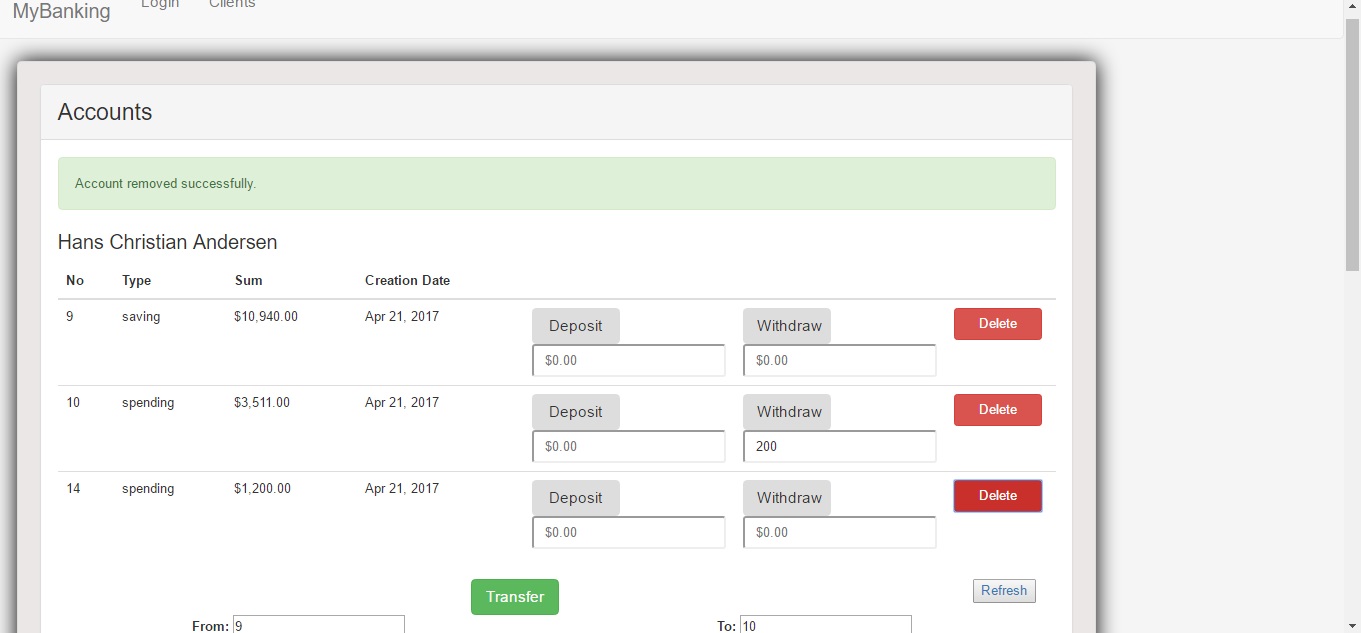 MyBanking Login Clients
Accounts
Account removed successfully.
Hans Christian Andersen
No Type Sum Creation Date
9 saving $10,940.00 Apr 21, 2017 Deposit Withdraw Delete
$0.00 $0.00
10 spending $3,511.00 Apr 21, 2017 Deposit Withdraw Delete
$0.00 200
14 spending $1,200.00 Apr 21, 2017 Deposit Withdraw Delete
$0.00 $0.00
Transfer Refresh
From: 9 To: 10